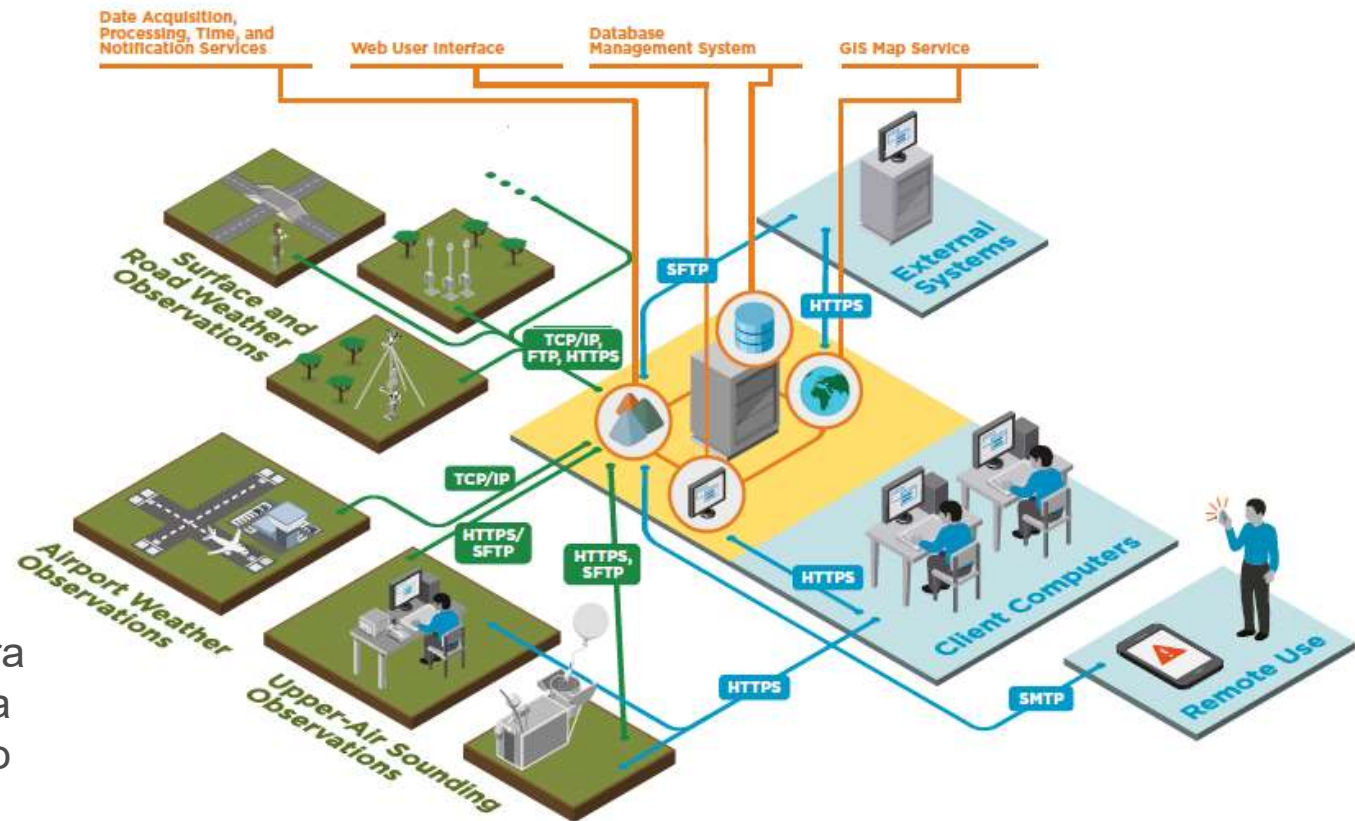 Date Acquisition,
Processing, Time, and
Notification Services
Web User Interface
Database
Management System
GIS Map Service
Surface and
Road Weather
Observations
TCP/IP,
FTP, HTTPS
SFTP
HTTPS
External
Systems
TCP/IP
HTTPS/
SFTP
HTTPS,
SFTP
Airport Weather
Observations
HTTPS
Client Computers
Upper-Air Sounding
Observations
HTTPS
SMTP
Remote Use
ra
a
o